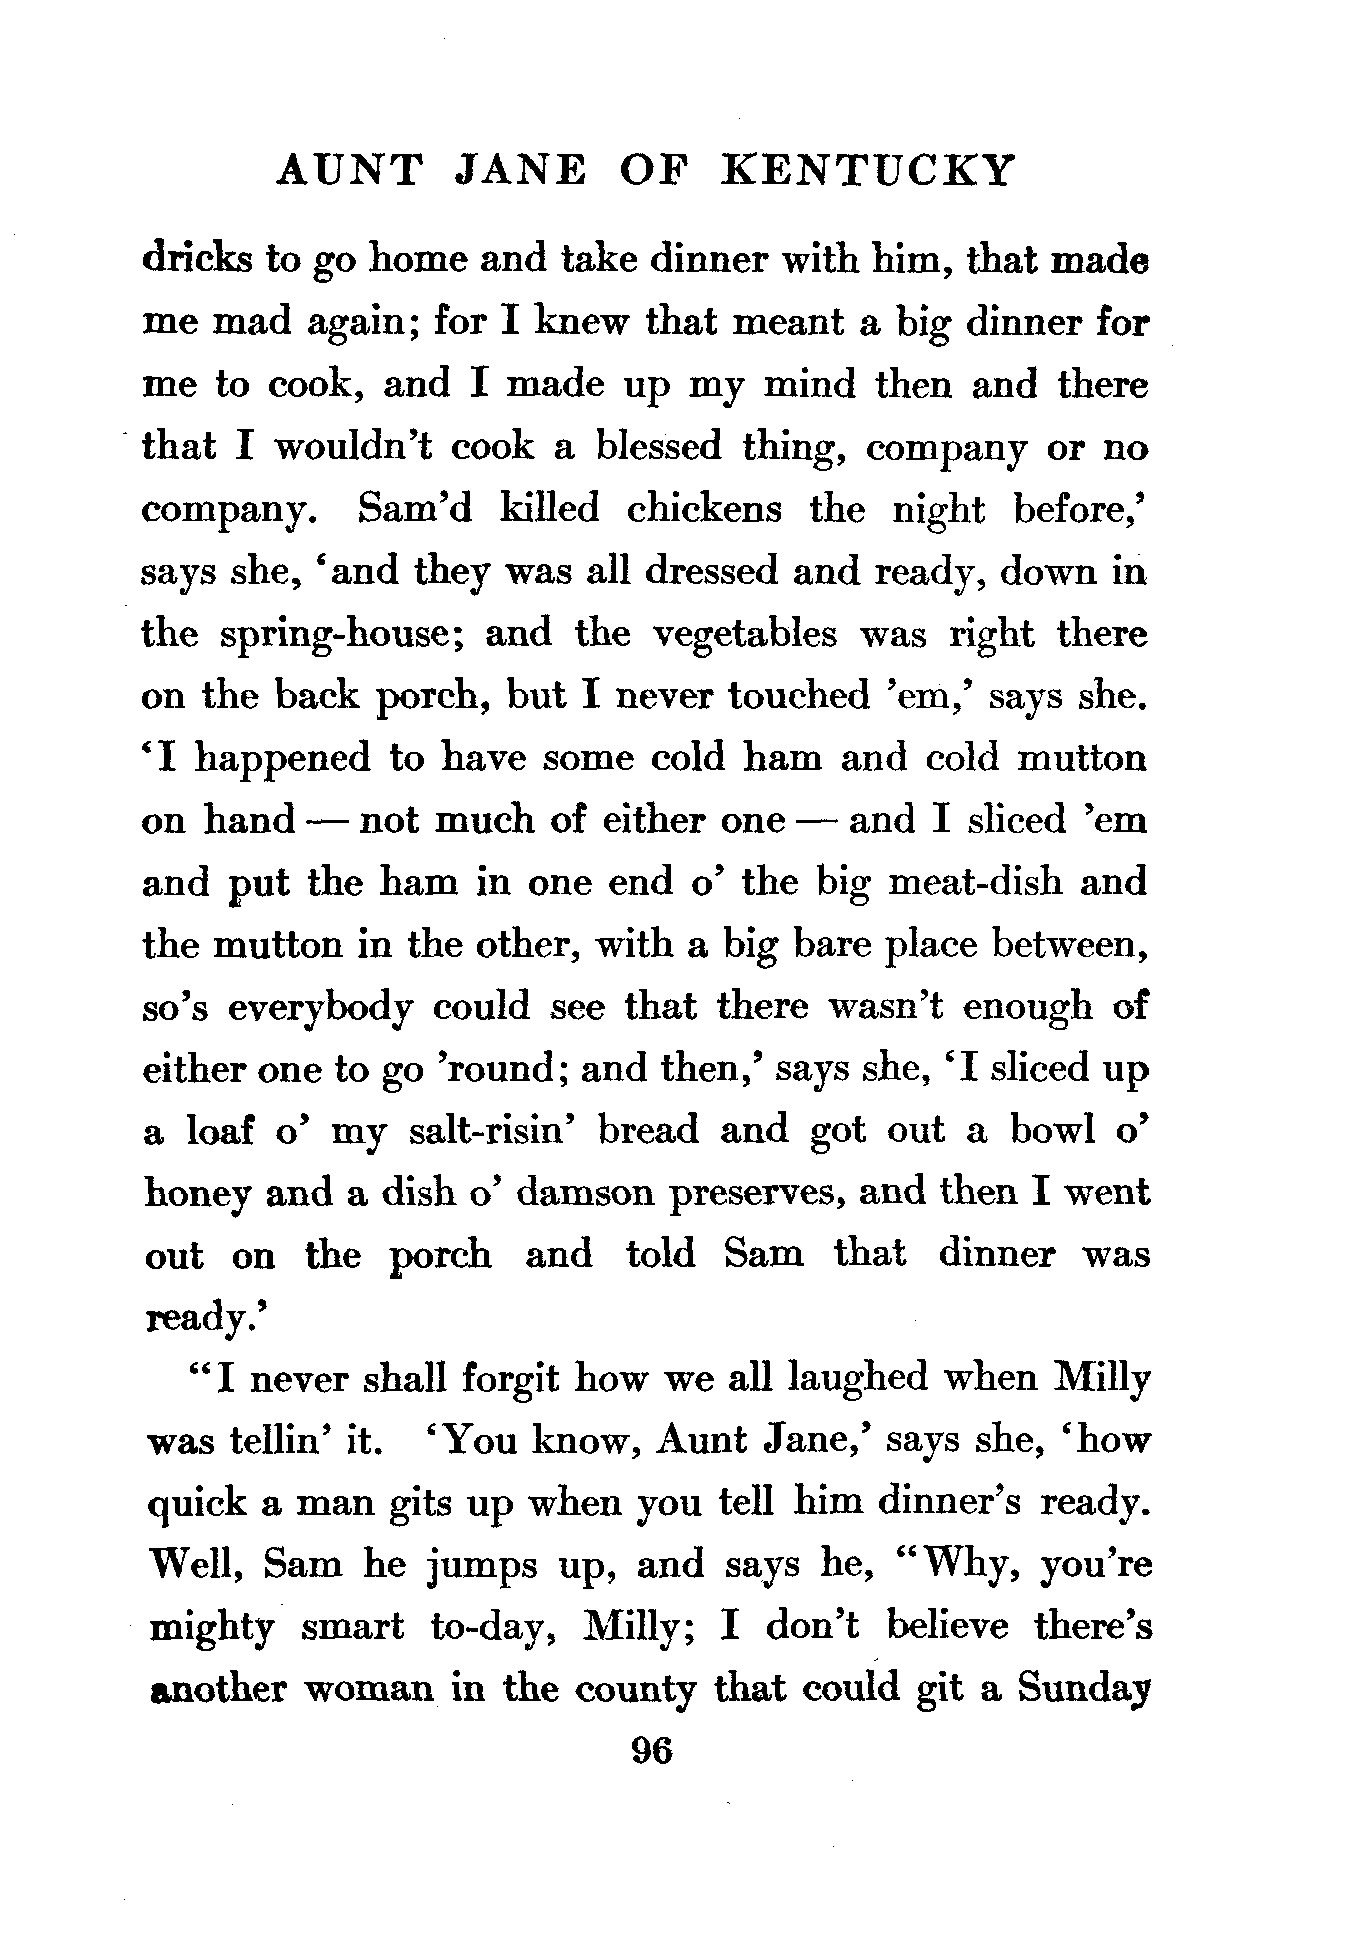 AUNT JANE OF KENTUCKY
dricks to go home and take dinner with him, that made
me mad again; for I knew that meant a big dinner for
me to cook, and I made up my mind then and there
that I wouldn’t cook a blessed thing, company or no
company. Sam’d killed chickens the night before,’
says she, ‘and they was all dressed and ready, down in
the spring-house; and the vegetables was right there
on the back porch, but I never touched ’em,’ says she.
‘I happened to have some cold ham and cold mutton
on hand — not much of either one — and I sliced ’em
and put the ham in one end o’ the big meat-dish and
the mutton in the other, with a big bare place between,
so’s everybody could see that there wasn’t enough of
either one to go ’round; and then,’ says she, ‘I sliced up
a loaf o’ my salt-risin’ bread and got out a bowl o’
honey and a dish o’ damson preserves, and then I went
out on the porch and told Sam that dinner was
ready.’
“I never shall forgit how we all laughed when Milly
was tellin’ it. ‘You know, Aunt Jane,’ says she, ‘how
quick a man gits up when you tell him dinner’s ready.
Well, Sam he jumps up, and says he, “Why, you’re
mighty smart to-day, Milly; I don’t believe there’s
another woman in the county that could git a Sunday
96